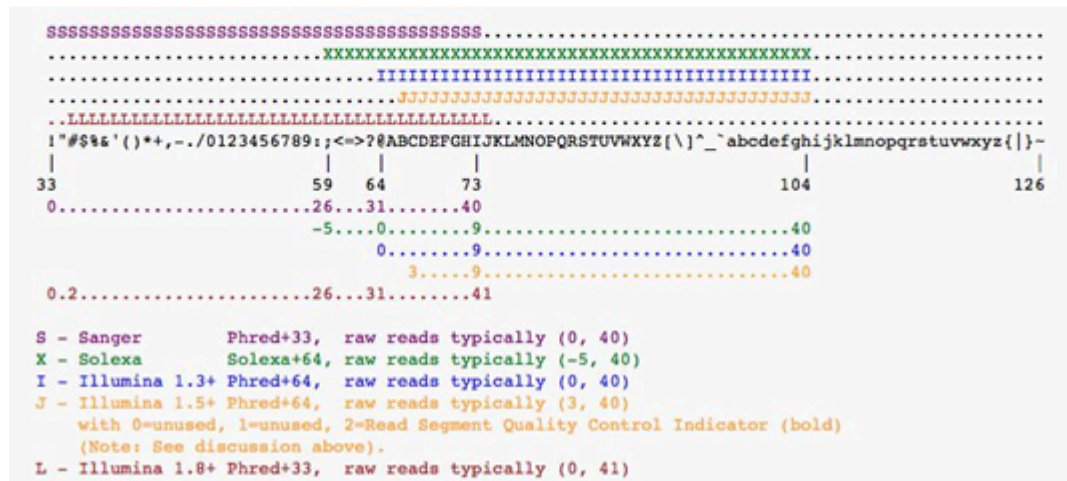 SSSSSSSSSSSSSSSSSSSSSSSSSSSSSSSSSSSSSSSSS.....................................................
..........................XXXXXXXXXXXXXXXXXXXXXXXXXXXXXXXXXXXXXXXXXXXXXX......................
...............................IIIIIIIIIIIIIIIIIIIIIIIIIIIIIIIIIIIIIIIII......................
.................................JJJJJJJJJJJJJJJJJJJJJJJJJJJJJJJJJJJJJJJ......................
..LLLLLLLLLLLLLLLLLLLLLLLLLLLLLLLLLLLLLLLL....................................................
!"#$%&'()*+,-./0123456789:;<=>?@ABCDEFGHIJKLMNOPQRSTUVWXYZ[\]^_`abcdefghijklmnopqrstuvwxyz{|}~
| | | | | |
33 59 64 73 104 126
0........................26...31.......40
-5....0........9.............................40
0........9.............................40
3.....9.............................40
0.2......................26...31........41
S - Sanger Phred+33, raw reads typically (0, 40)
X - Solexa Solexa+64, raw reads typically (-5, 40)
I - Illumina 1.3+ Phred+64, raw reads typically (0, 40)
J - Illumina 1.5+ Phred+64, raw reads typically (3, 40)
with 0=unused, 1=unused, 2=Read Segment Quality Control Indicator (bold)
(Note: See discussion above).
L - Illumina 1.8+ Phred+33, raw reads typically (0, 41)